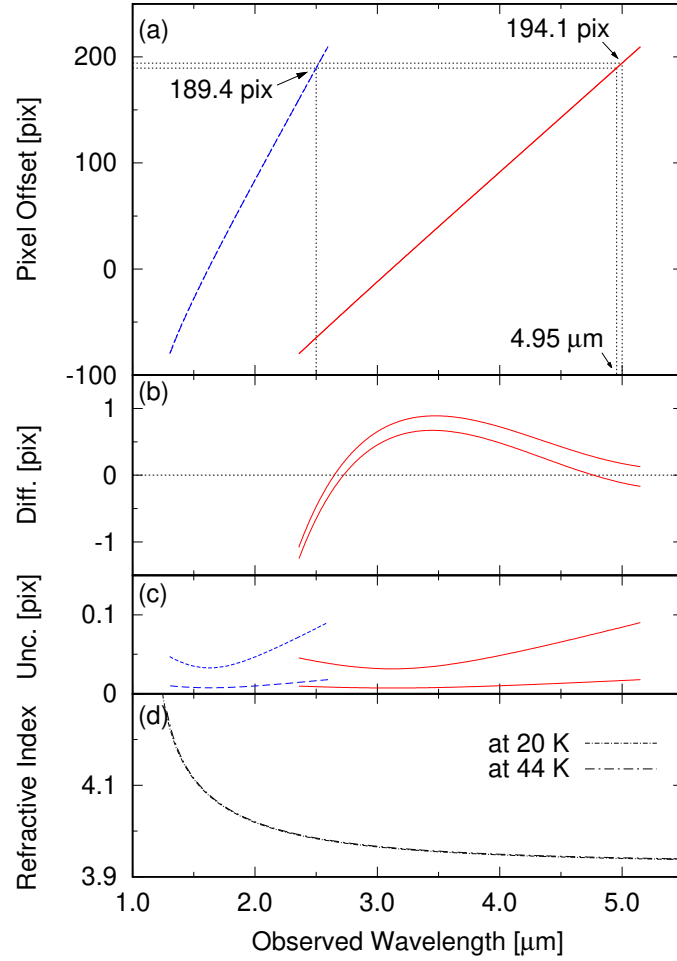 (a)
194.1 pix
189.4 pix
4.95 μm
200
100
0
-100
Pixel Offset [pix]
(b)
1
0
-1
Diff. [pix]
(c)
0.1
0
Unc. [pix]
(d)
at 20 K
at 44 K
4.1
3.9
Refractive Index
1.0 2.0 3.0 4.0 5.0
Observed Wavelength [μm]